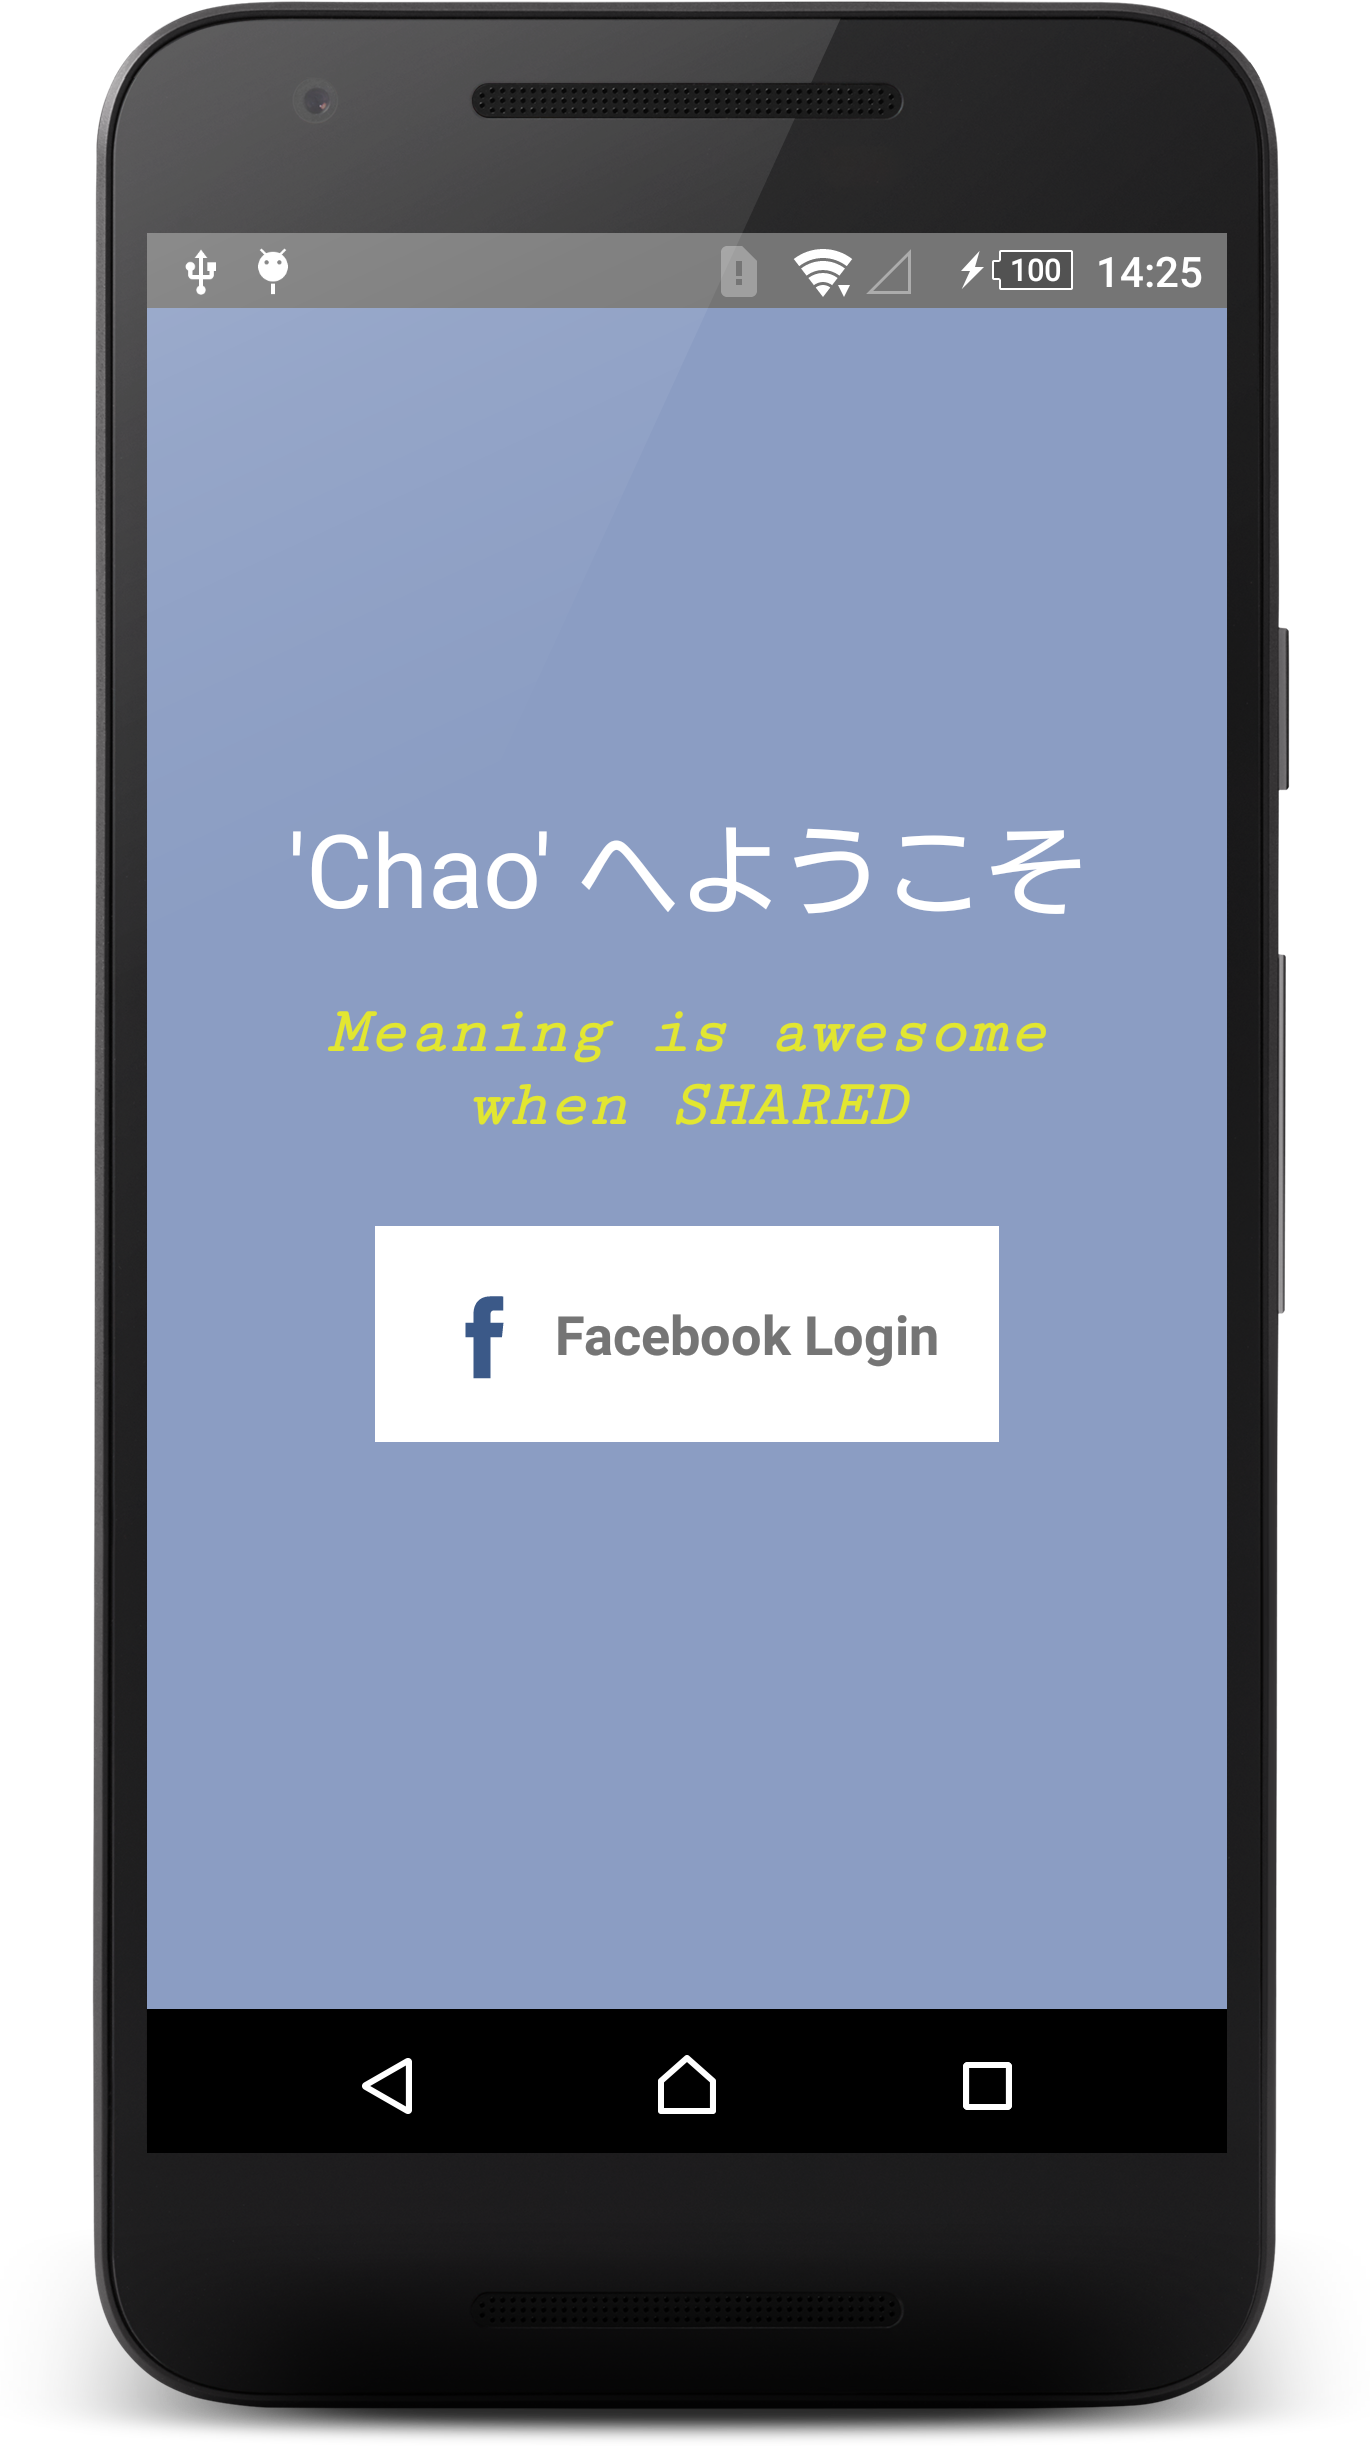 100 14:25
'Chao' へようこそ
Meaning is awesome
when SHARED
f Facebook Login